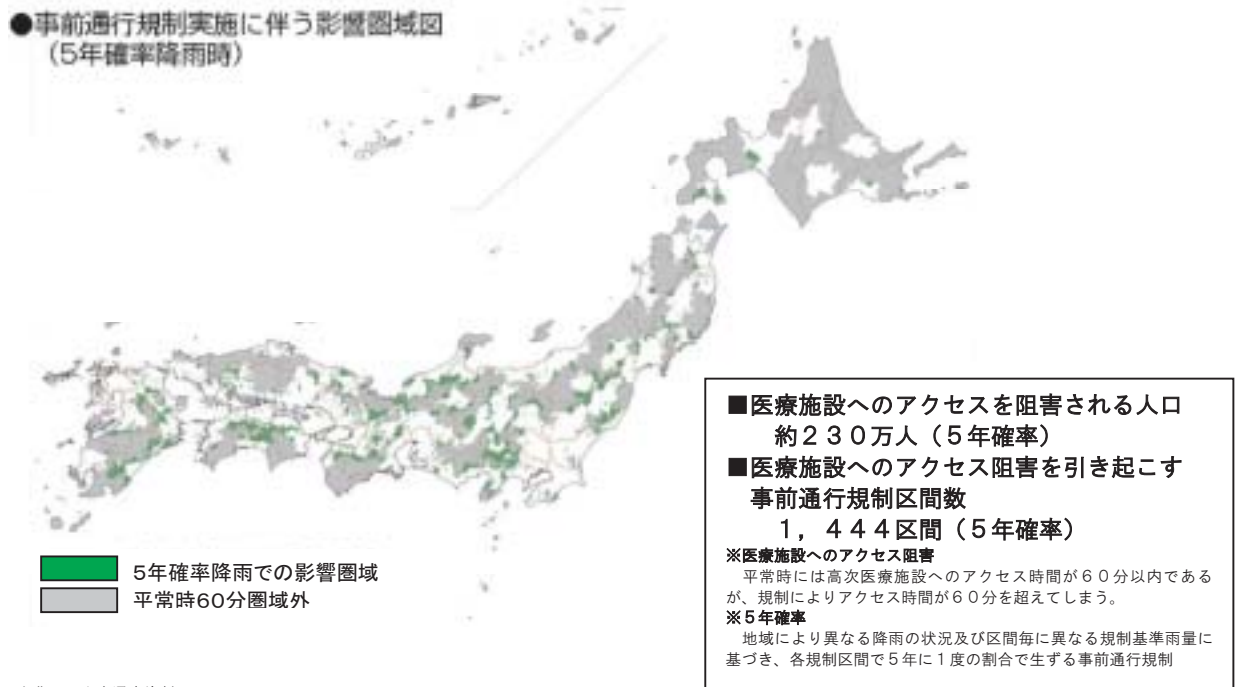 ●事前通行規制実施に伴う影響圏域図
（5年確率降雨時）
5年確率降雨での影響圏域
平常時60分圏域外
■医療施設へのアクセスを阻害される人口
約２３０万人（５年確率）
■医療施設へのアクセス阻害を引き起こす
事前通行規制区間数
１，４４４区間（５年確率）
※医療施設へのアクセス阻害
平常時には高次医療施設へのアクセス時間が６０分以内である
が、規制によりアクセス時間が６０分を超えてしまう。
※５年確率
地域により異なる降雨の状況及び区間毎に異なる規制基準雨量に
基づき、各規制区間で５年に１度の割合で生ずる事前通行規制